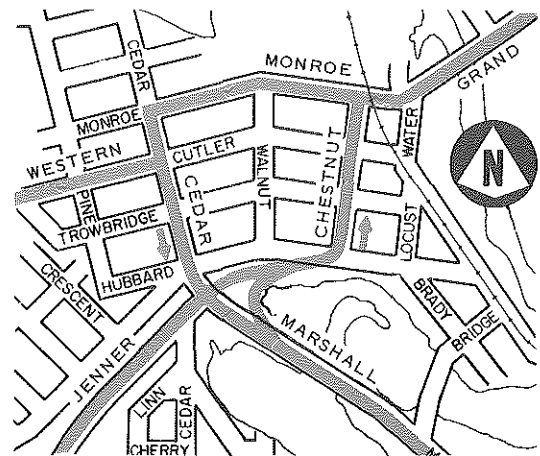 CEDAR
MONROE
GRAND
MONROE
WATER
WESTERN
CUTLER
WALNUT
CHESTNUT
N
PINE
CEDAR
TROWBRIDGE
LOCUST
HUBBARD
CRESCENT
BRADY
MARSHALL
BRIDGE
JENNER
LINN
CEDAR
CHERRY